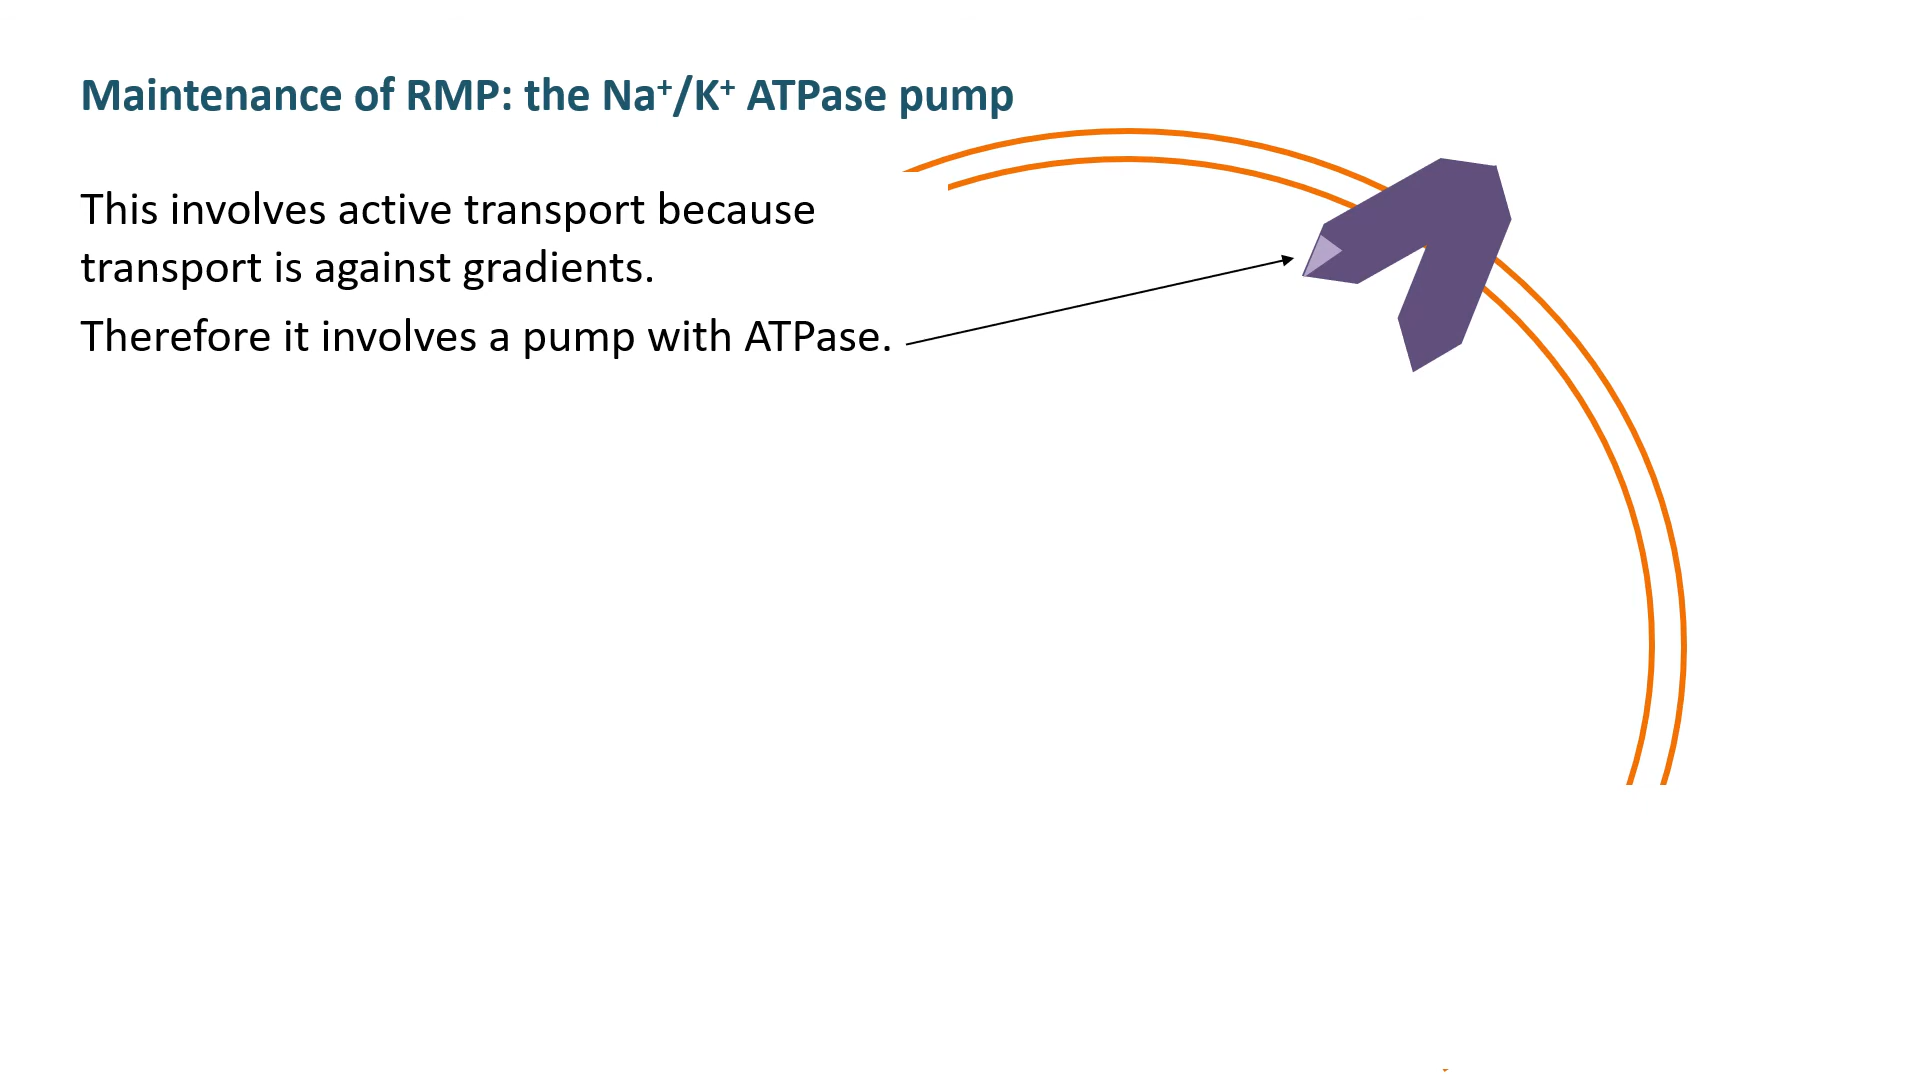 Maintenance of RMP: the Na⁺/K⁺ ATPase pump
This involves active transport because
transport is against gradients.
Therefore it involves a pump with ATPase.